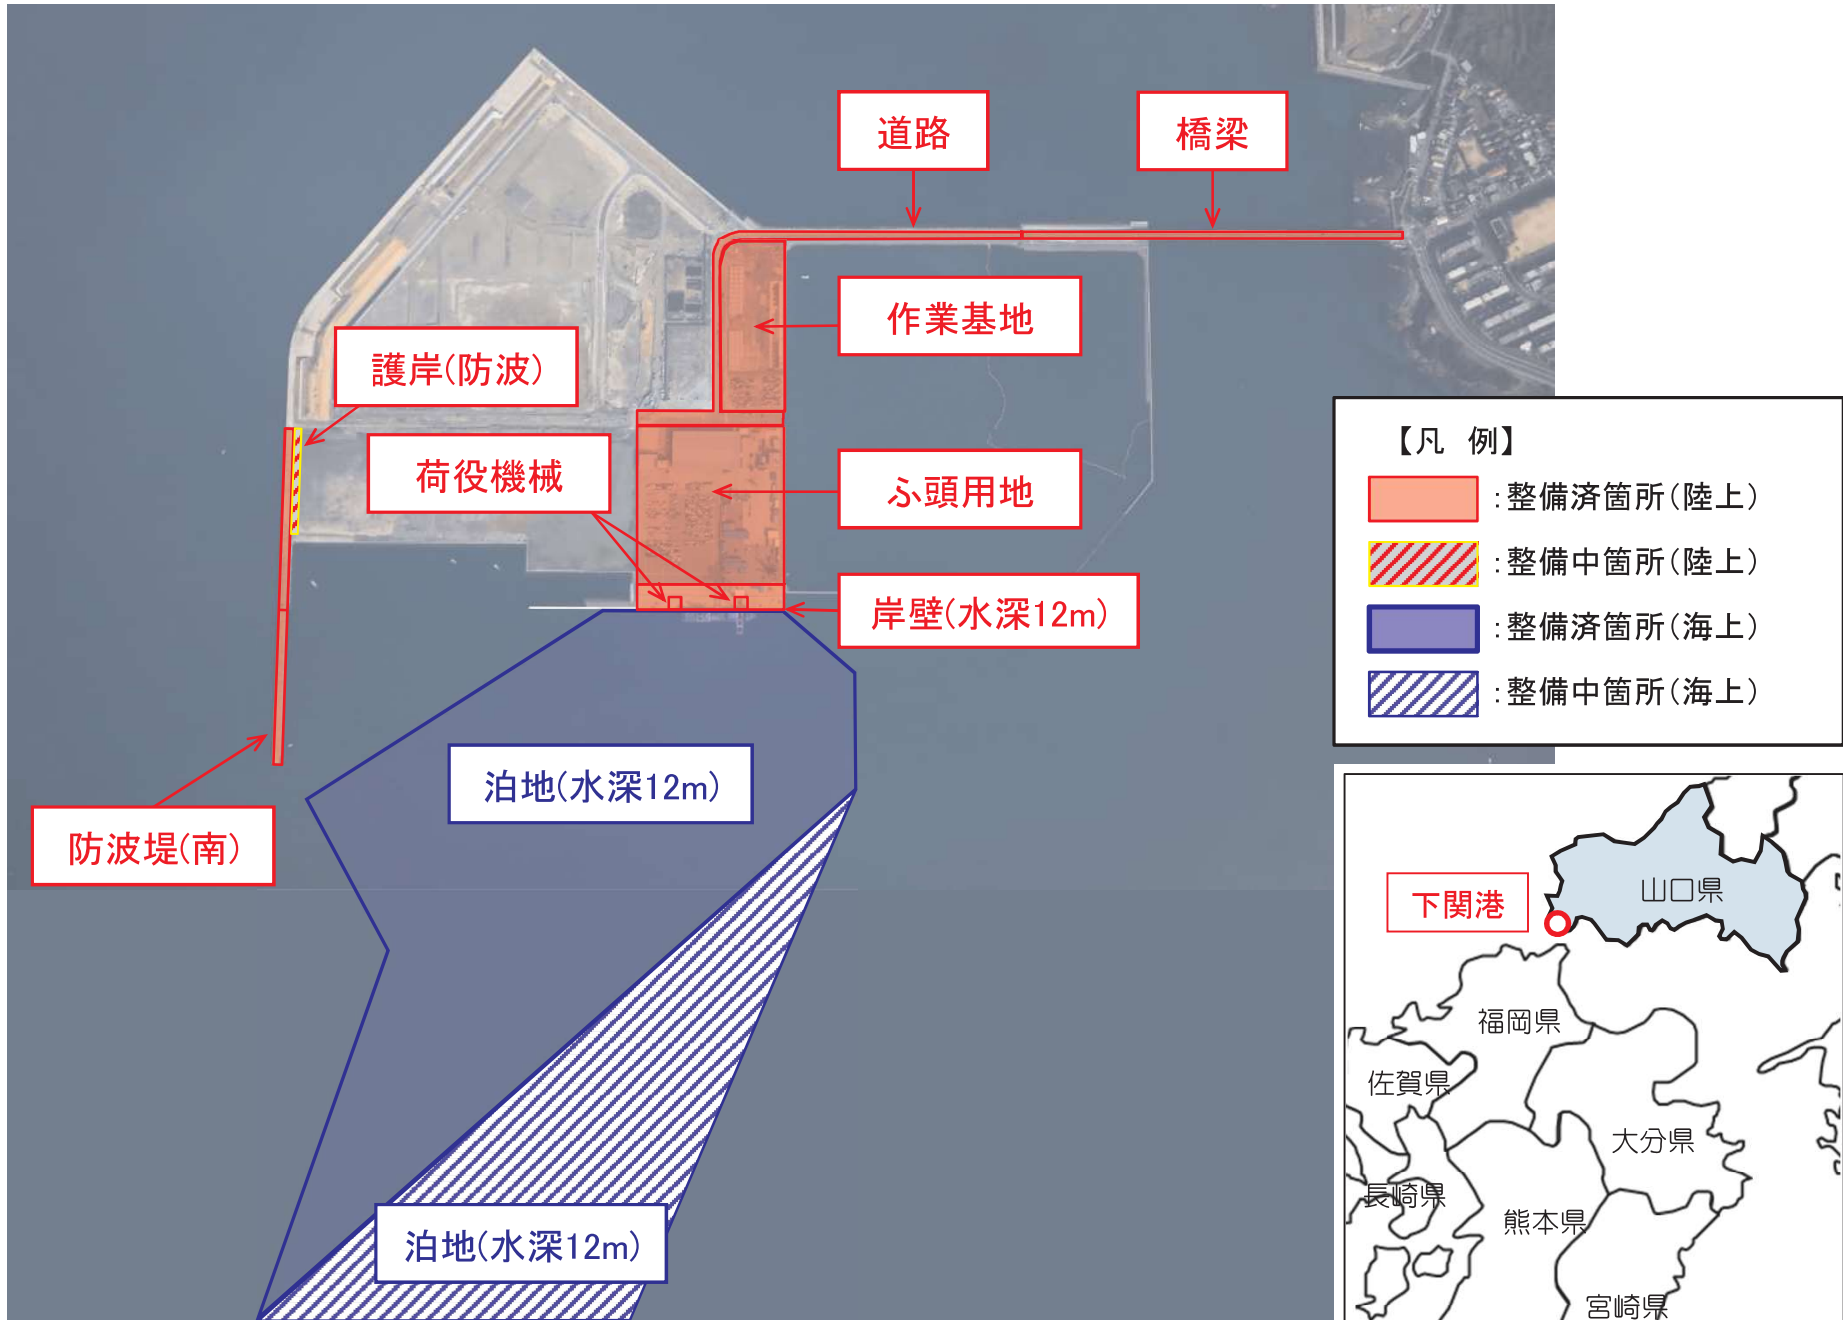 道路
橋梁
作業基地
護岸(防波)
荷役機械
ふ頭用地
岸壁(水深12m)
泊地(水深12m)
防波堤(南)
泊地(水深12m)
【凡 例】
:整備済箇所(陸上)
:整備中箇所(陸上)
:整備済箇所(海上)
:整備中箇所(海上)
下関港
山口県
福岡県
佐賀県
大分県
長崎県
熊本県
宮崎県